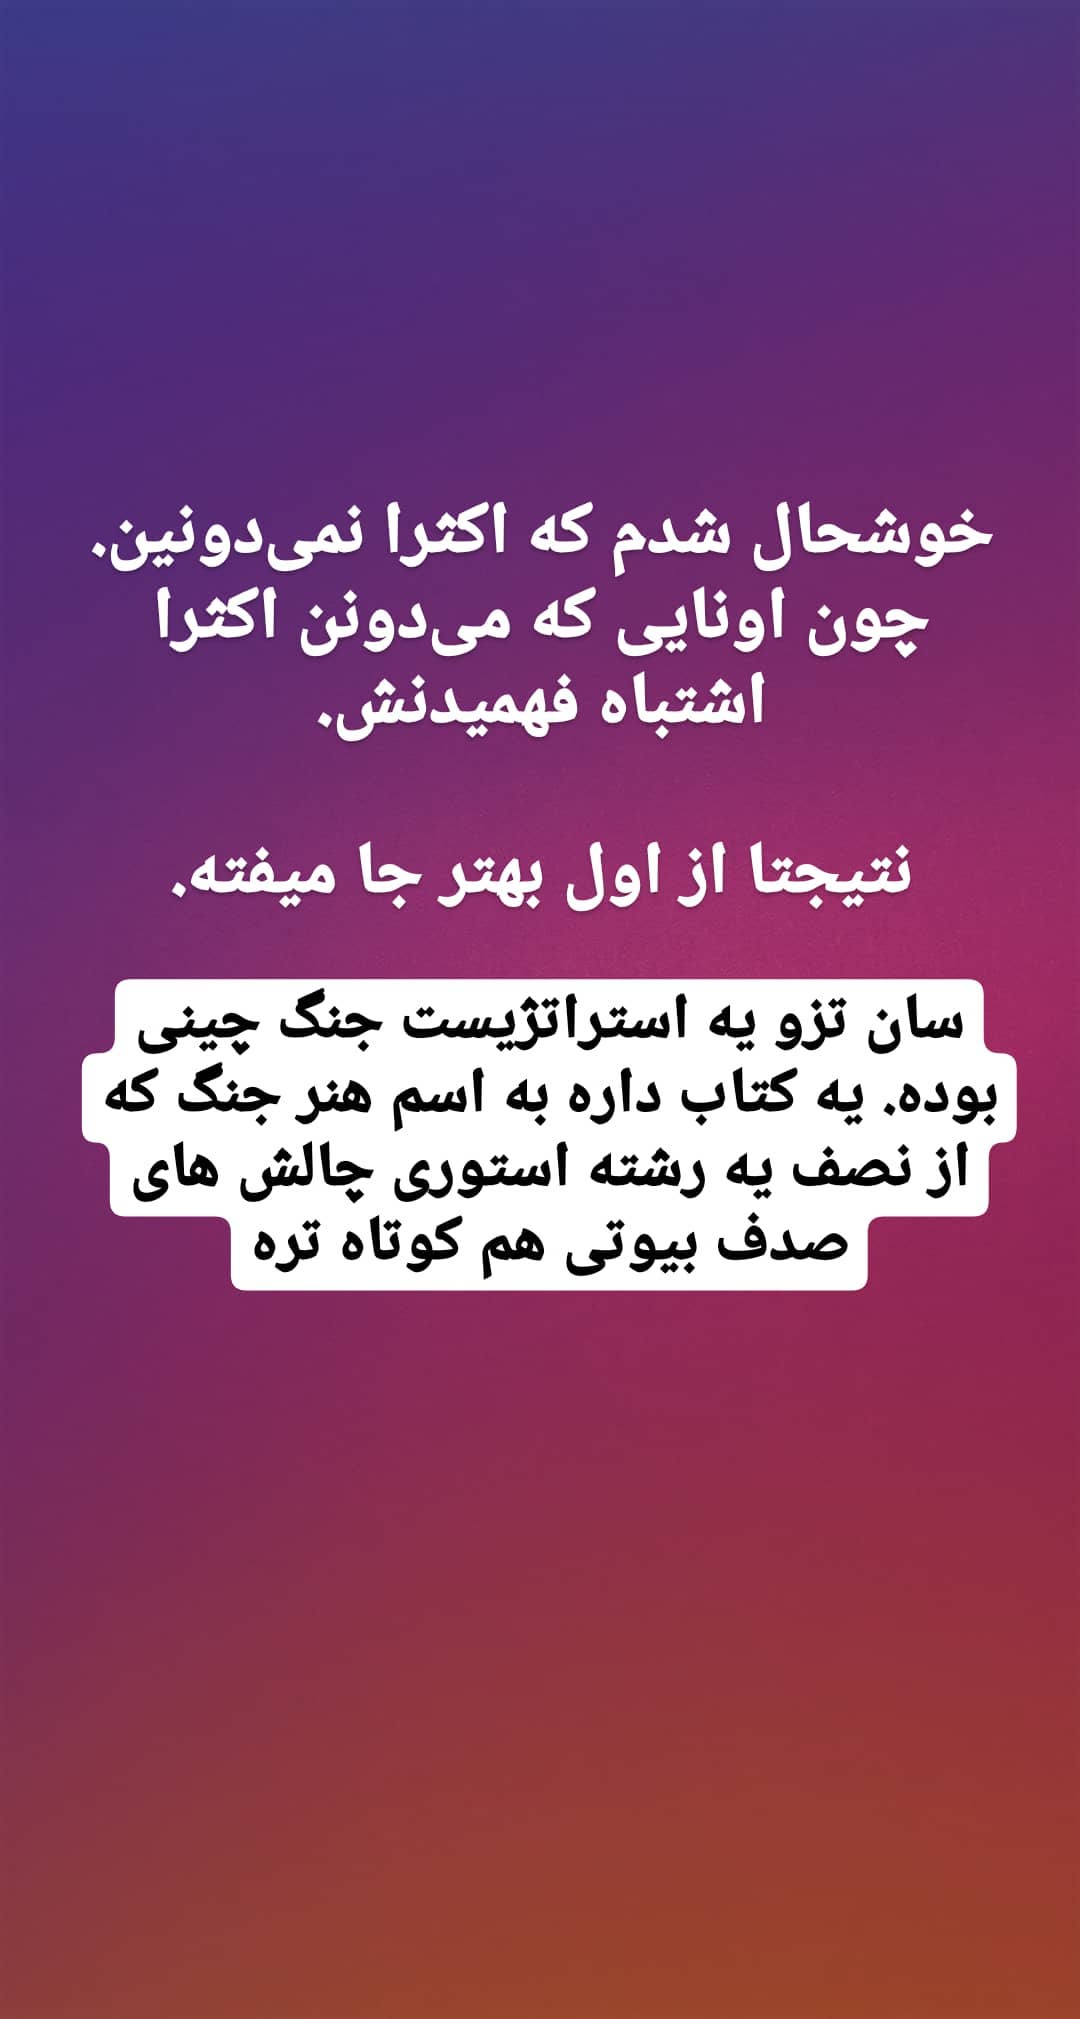 خوشحال شدم که اکثرا نمی‌دونین.
چون اونایی که می‌دونن اکثرا
اشتباه فهمیدنش.
نتیجتا از اول بهتر جا میفته.
سان تزو یه استراتژیست جنگ چینی
بوده. یه کتاب داره به اسم هنر جنگ که
از نصف یه رشته استوری چالش های
صدف بیوتی هم کوتاه تره